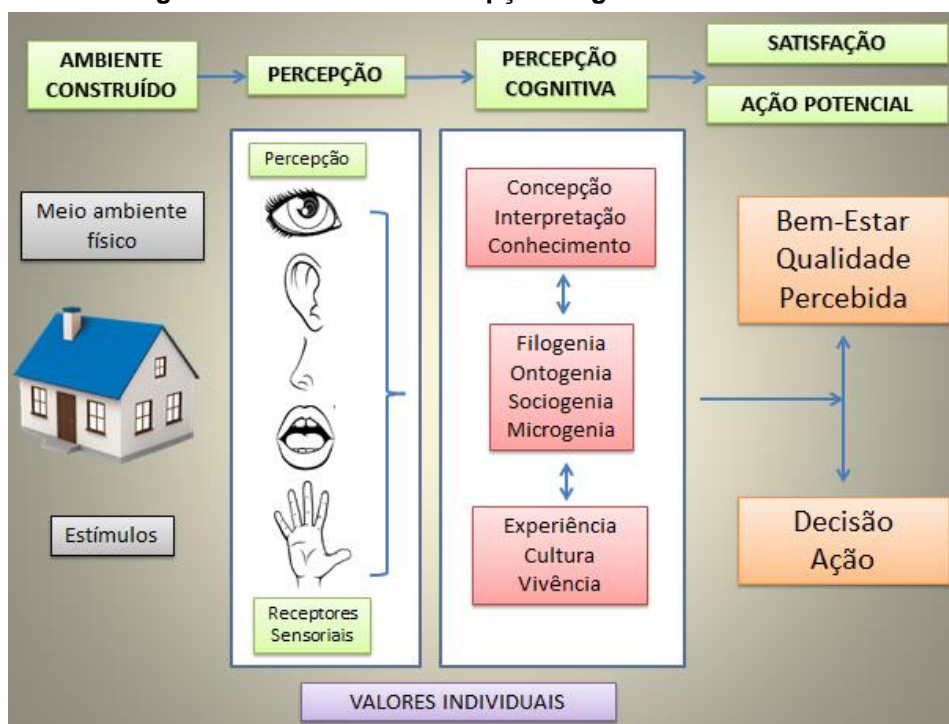 AMBIENTE
CONSTRUÍDO
PERCEPÇÃO
PERCEPÇÃO
COGNITIVA
SATISFAÇÃO
AÇÃO POTENCIAL
Meio ambiente
físico
Estímulos
Percepção
Receptores
Sensoriais
Concepção
Interpretação
Conhecimento
Filogenia
Ontogenia
Sociogenia
Microgenia
Experiência
Cultura
Vivência
Bem-Estar
Qualidade
Percebida
Decisão
Ação
VALORES INDIVIDUAIS